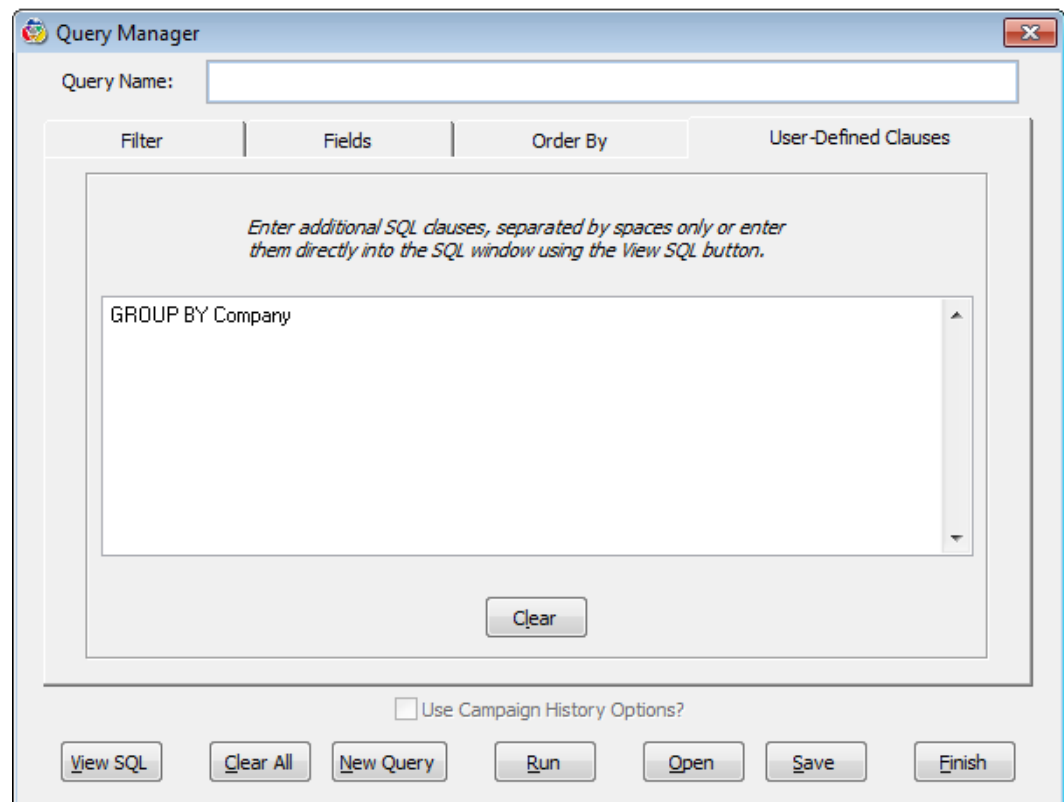 Query Manager
Query Name:
Filter
Fields
Order By
User-Defined Clauses
Enter additional SQL clauses, separated by spaces only or enter
them directly into the SQL window using the View SQL button.
GROUP BY Company
Clear
Use Campaign History Options?
View SQL
Clear All
New Query
Run
Open
Save
Finish